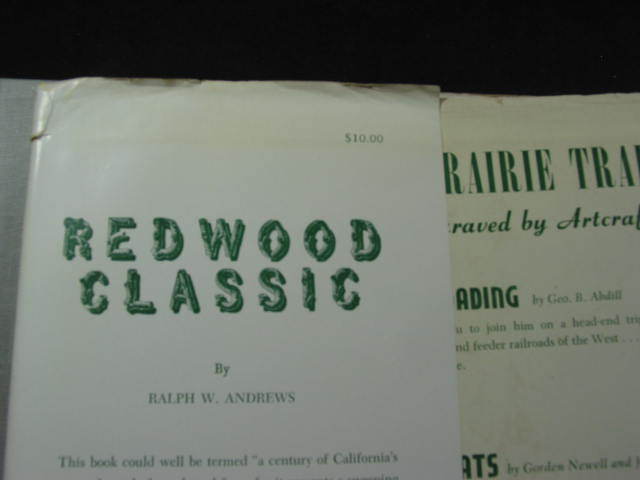 $10.00
REDWOOD
CLASSIC
By
RALPH W. ANDREWS
This book could well be termed "a century of California's
RAIRIE TRA
raved by Artcraf
ADING by Geo. B. Abdill
u to join him on a head-end tri
nd feeder railroads of the West . . .
e.
ATS by Gorden Newell and J